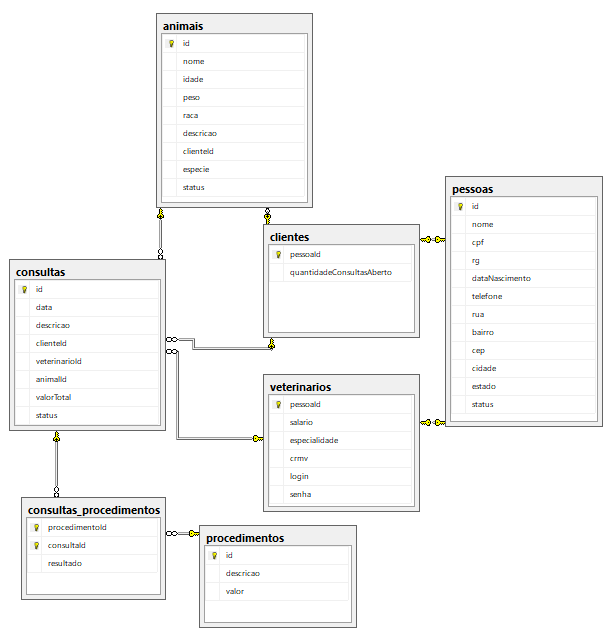 animais
id
nome
idade
peso
raca
descricao
clienteId
especie
status
pessoas
id
nome
cpf
rg
dataNascimento
telefone
rua
bairro
cep
cidade
estado
status
clientes
pessoaId
quantidadeConsultasAberto
consultas
id
data
descricao
clienteId
veterinarioId
animalId
valorTotal
status
veterinarios
pessoaId
salario
especialidade
crmv
login
senha
consultas_procedimentos
procedimentoId
consultaId
resultado
procedimentos
id
descricao
valor